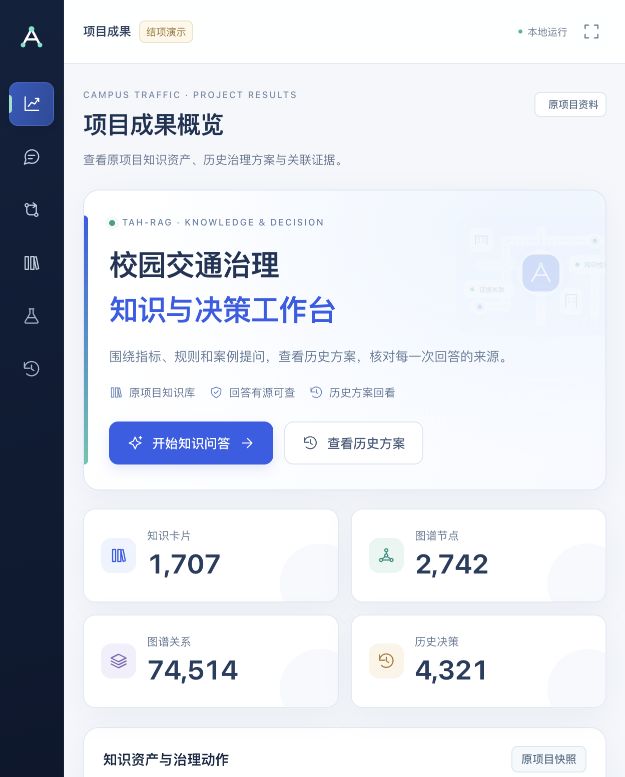 项目成果 结项演示 本地运行
CAMPUS TRAFFIC · PROJECT RESULTS
原项目资料
项目成果概览
查看原项目知识资产、历史治理方案与关联证据。
TAH-RAG · KNOWLEDGE & DECISION
校园交通治理
知识与决策工作台
围绕指标、规则和案例提问，查看历史方案，核对每一次回答的来源。
原项目知识库 回答有源可查 历史方案回看
开始知识问答 查看历史方案
知识卡片
1,707
图谱节点
2,742
图谱关系
74,514
历史决策
4,321
知识资产与治理动作 原项目快照